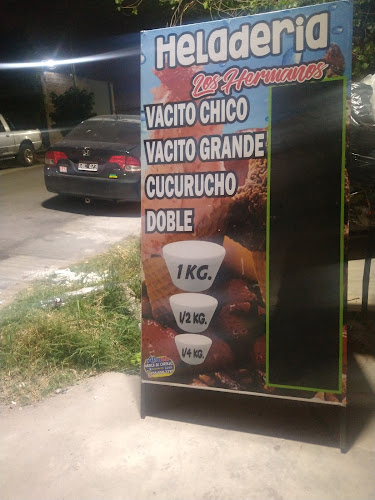 Heladeria
Los Hermanos
VACITO CHICO
VACITO GRANDE
CUCURUCHO
DOBLE
1 KG.
1/2 KG.
1/4 KG.